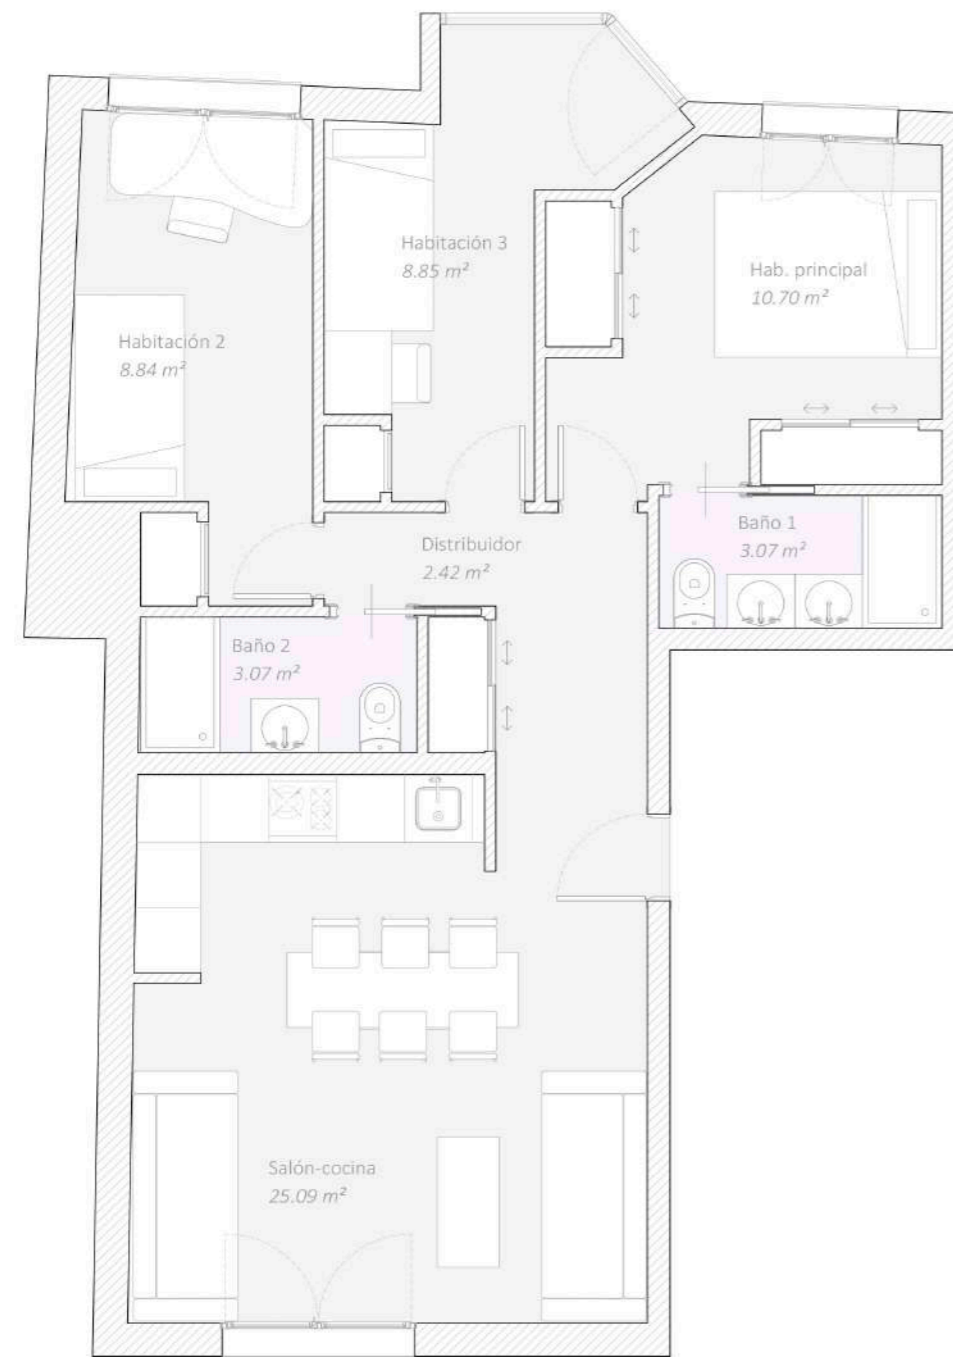 Habitación 3
8.85 m²
Hab. principal
10.70 m²
Habitación 2
8.84 m²
Baño 1
3.07 m²
Distribuidor
2.42 m²
Baño 2
3.07 m²
Salón-cocina
25.09 m²